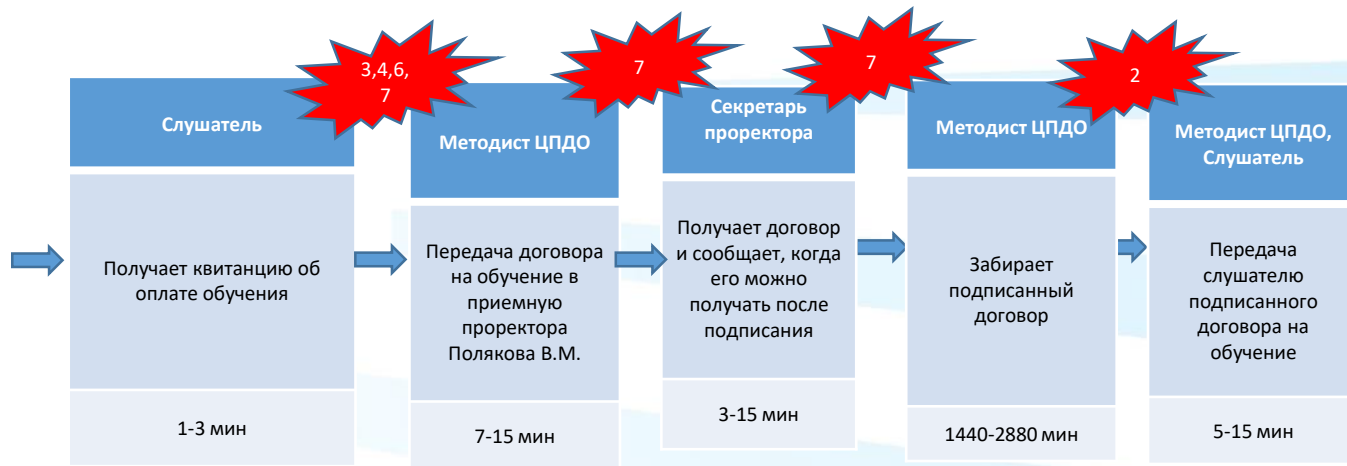 3,4,6,
7
7
7
2
Слушатель
Получает квитанцию об
оплате обучения
1-3 мин
Методист ЦПДО
Передача договора
на обучение в
приемную
проректора
Полякова В.М.
7-15 мин
Секретарь
проректора
Получает договор
и сообщает, когда
его можно
получать после
подписания
3-15 мин
Методист ЦПДО
Забирает
подписанный
договор
1440-2880 мин
Методист ЦПДО,
Слушатель
Передача
слушателю
подписанного
договора на
обучение
5-15 мин